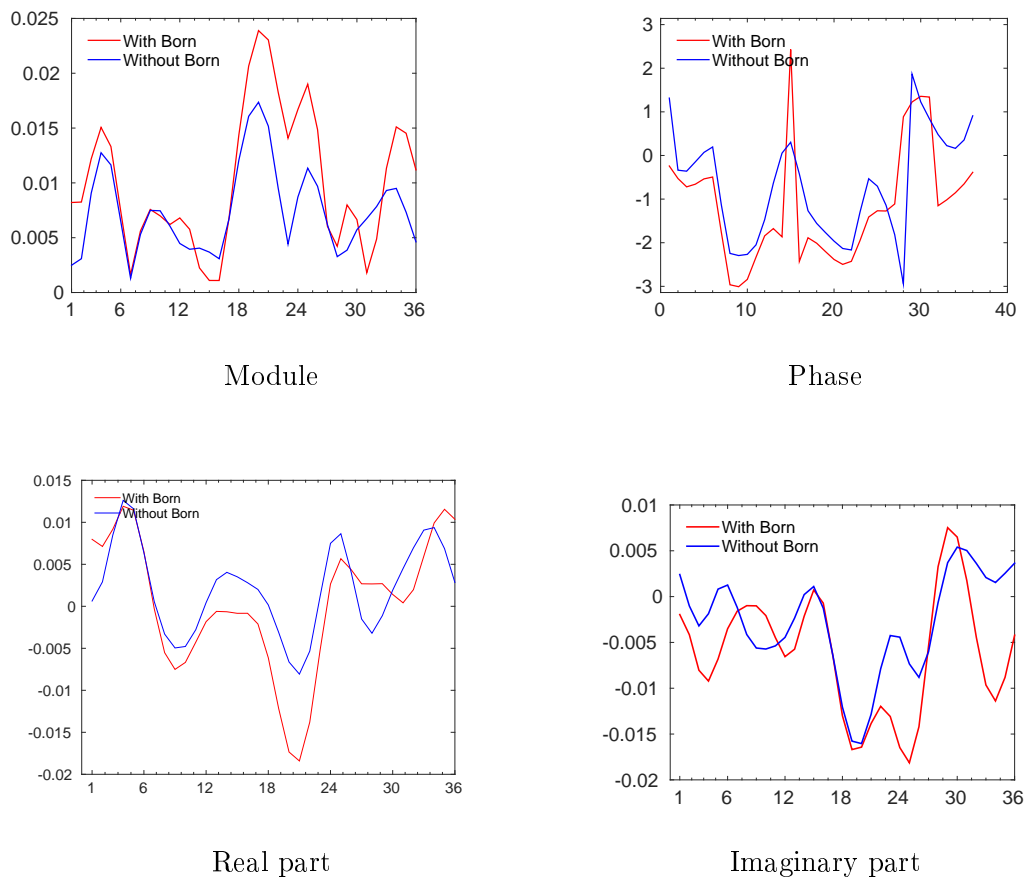 0.025
0.02
0.015
0.01
0.005
0
1 6 12 18 24 30 36
With Born
Without Born
Module
3
2
1
0
-1
-2
-3
0 10 20 30 40
With Born
Without Born
Phase
0.015
0.01
0.005
0
-0.005
-0.01
-0.015
-0.02
1 6 12 18 24 30 36
With Born
Without Born
Real part
0.01
0.005
0
-0.005
-0.01
-0.015
-0.02
1 6 12 18 24 30 36
With Born
Without Born
Imaginary part